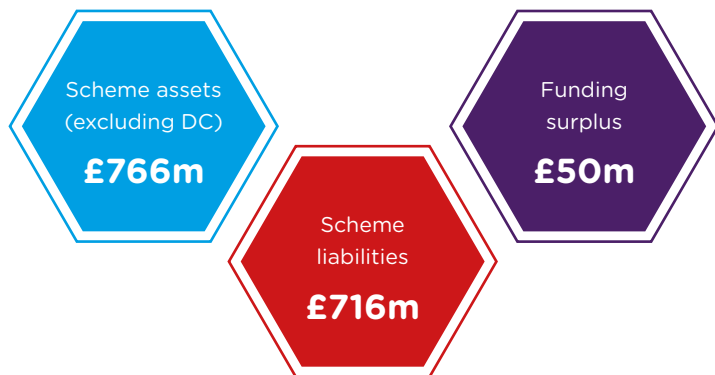 Scheme assets
(excluding DC)
£766m
Scheme
liabilities
£716m
Funding
surplus
£50m